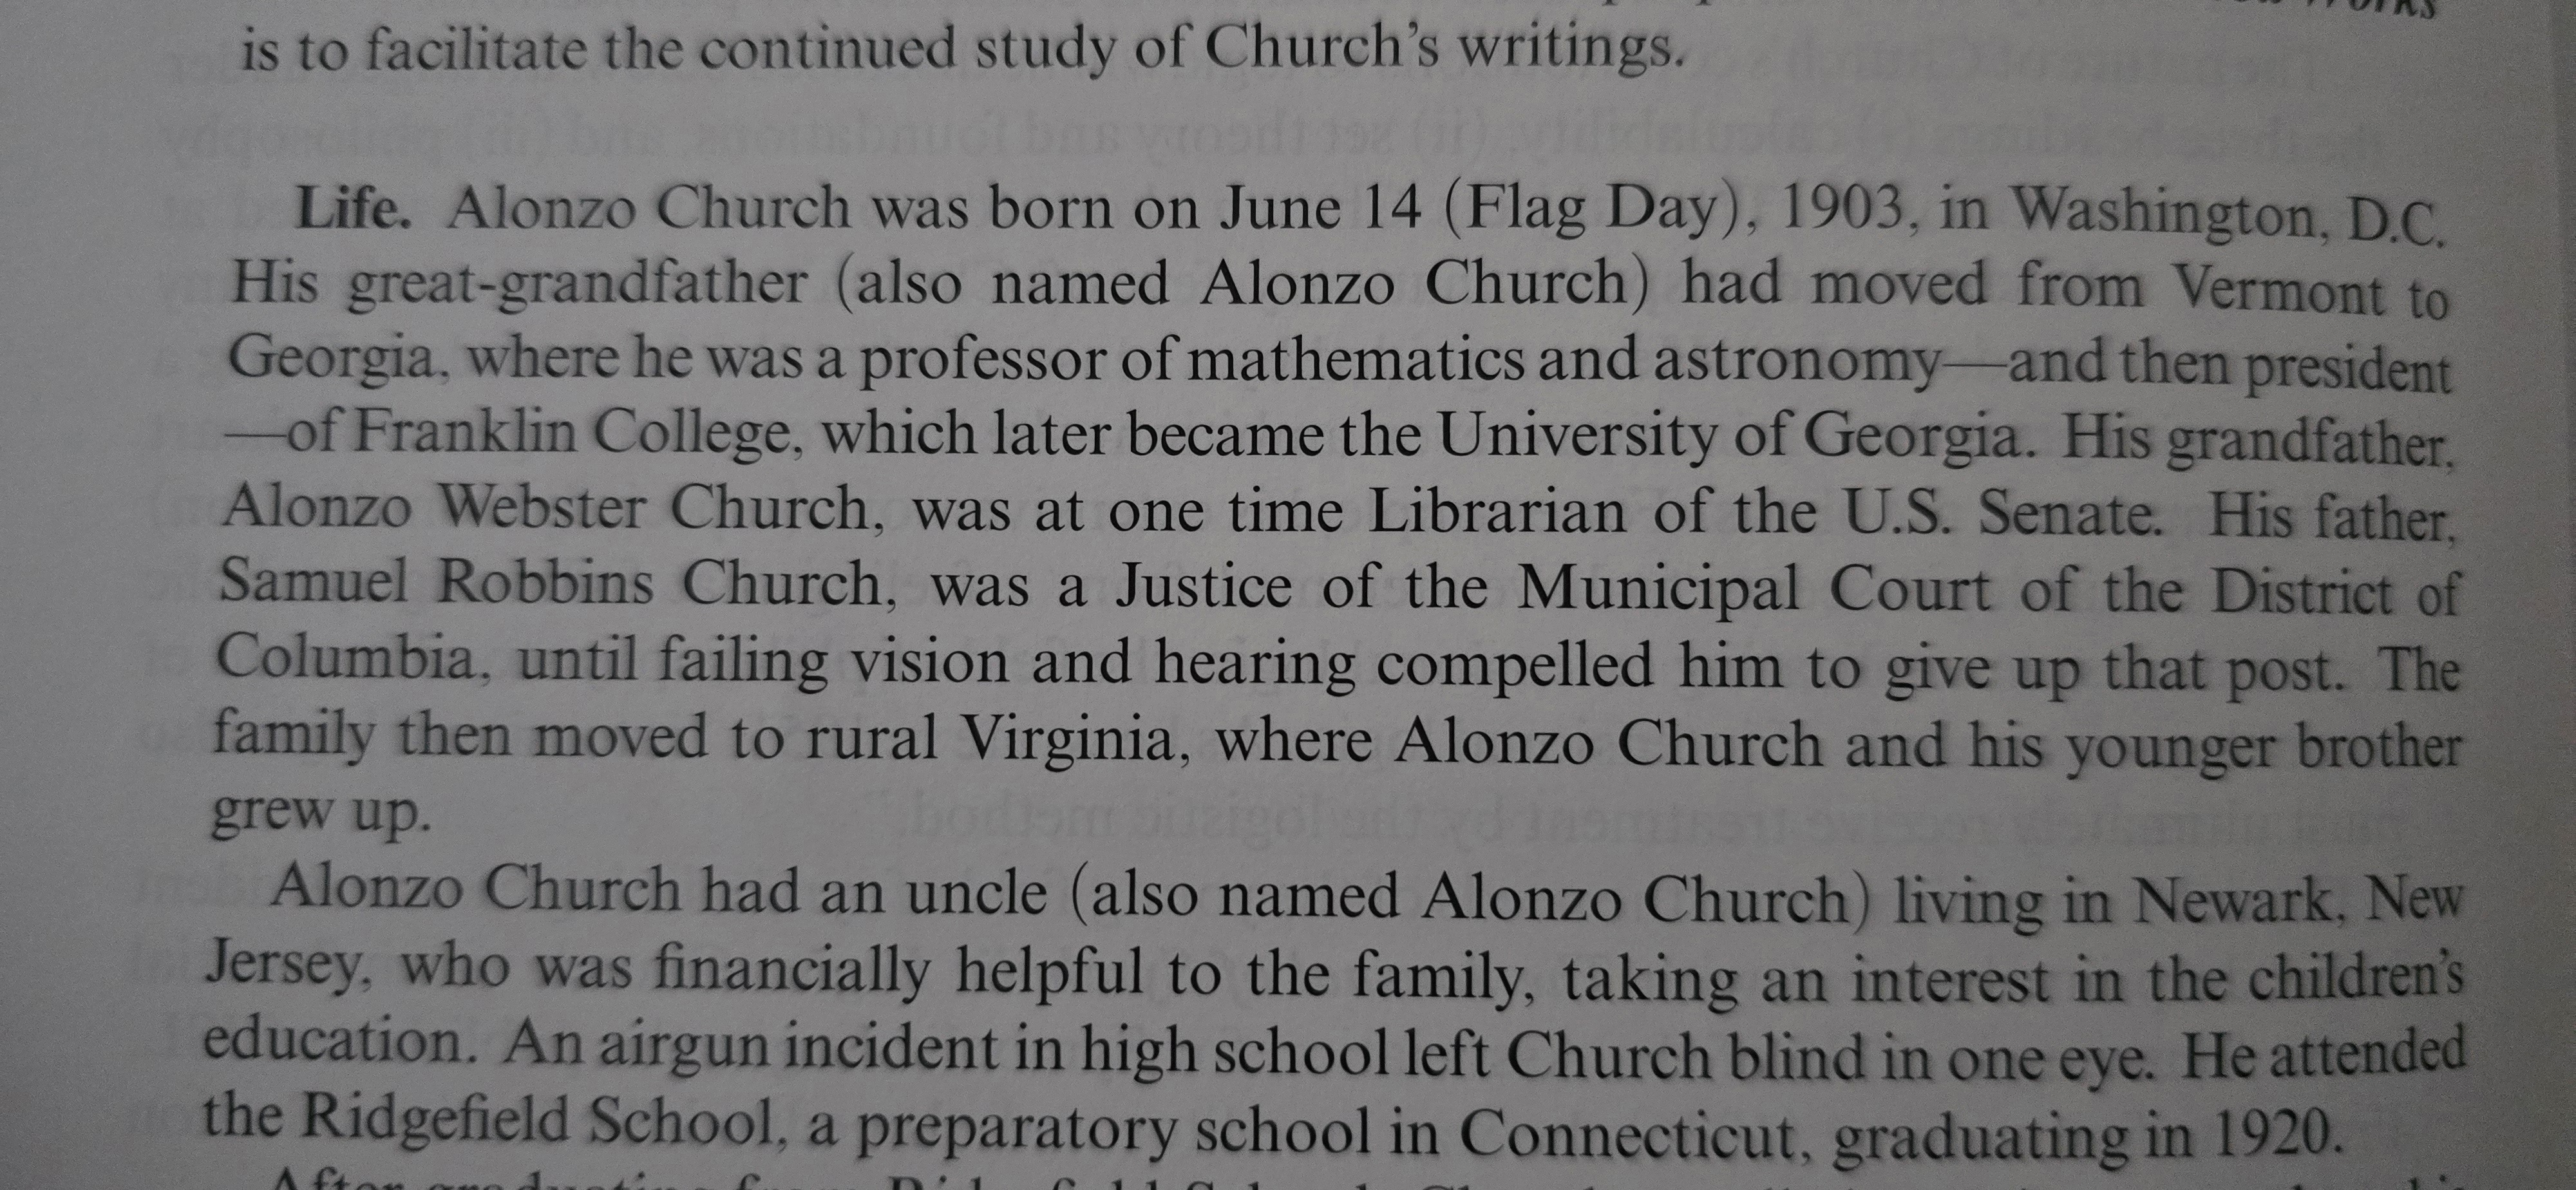 is to facilitate the continued study of Church's writings.
Life. Alonzo Church was born on June 14 (Flag Day), 1903, in Washington, D.C.
His great-grandfather (also named Alonzo Church) had moved from Vermont to
Georgia, where he was a professor of mathematics and astronomy—and then president
—of Franklin College, which later became the University of Georgia. His grandfather,
Alonzo Webster Church, was at one time Librarian of the U.S. Senate. His father,
Samuel Robbins Church, was a Justice of the Municipal Court of the District of
Columbia, until failing vision and hearing compelled him to give up that post. The
family then moved to rural Virginia, where Alonzo Church and his younger brother
grew up.
Alonzo Church had an uncle (also named Alonzo Church) living in Newark, New
Jersey, who was financially helpful to the family, taking an interest in the children's
education. An airgun incident in high school left Church blind in one eye. He attended
the Ridgefield School, a preparatory school in Connecticut, graduating in 1920.